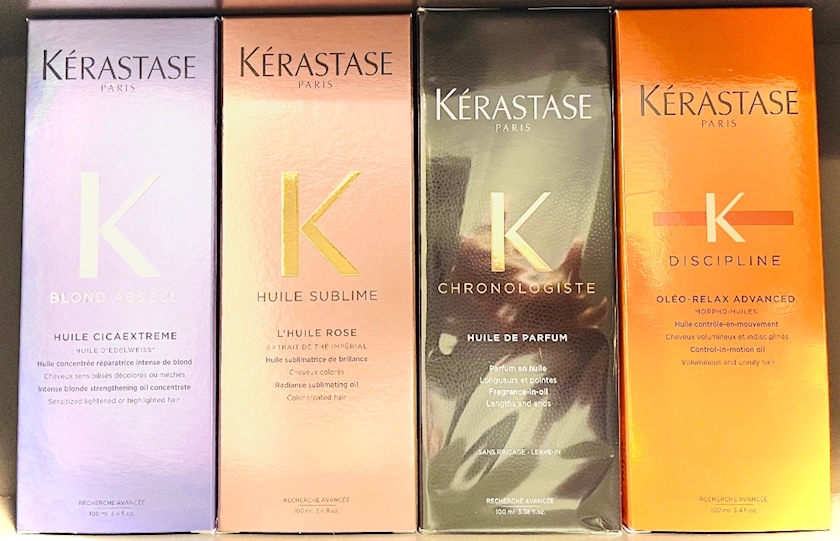 KÉRASTASE
PARIS
K
BLOND ABSOLU
HUILE CICAEXTREME
HUILE D'EDELWEISS*
Huile concentrée réparatrice intense de blond
Cheveux sensibilisés décolorés ou méchés
Intense blonde strengthening oil concentrate
Sensitized lightened or highlighted hair
RECHERCHE AVANCÉE
100 ml 3.4 fl.oz.
KÉRASTASE
PARIS
K
HUILE SUBLIME
L'HUILE ROSE
EXTRAIT DE THÉ IMPÉRIAL
Huile sublimatrice de brillance
Cheveux colorés
Radiance sublimating oil
Color treated hair
RECHERCHE AVANCÉE
100 ml 3.4 fl.oz.
KÉRASTASE
PARIS
K
CHRONOLOGISTE
HUILE DE PARFUM
Parfum en huile
Longueurs et pointes
Fragrance-in-oil
Lengths and ends
SANS RINÇAGE - LEAVE-IN
RECHERCHE AVANCÉE
100 ml 3.38 fl.oz.
KÉRASTASE
PARIS
K
DISCIPLINE
OLÉO-RELAX ADVANCED
MORPHO-HUILES
Huile contrôle-en-mouvement
Cheveux volumineux et indisciplinés
Control-in-motion oil
Voluminous and unruly hair
RECHERCHE AVANCÉE
100 ml 3.4 fl.oz.